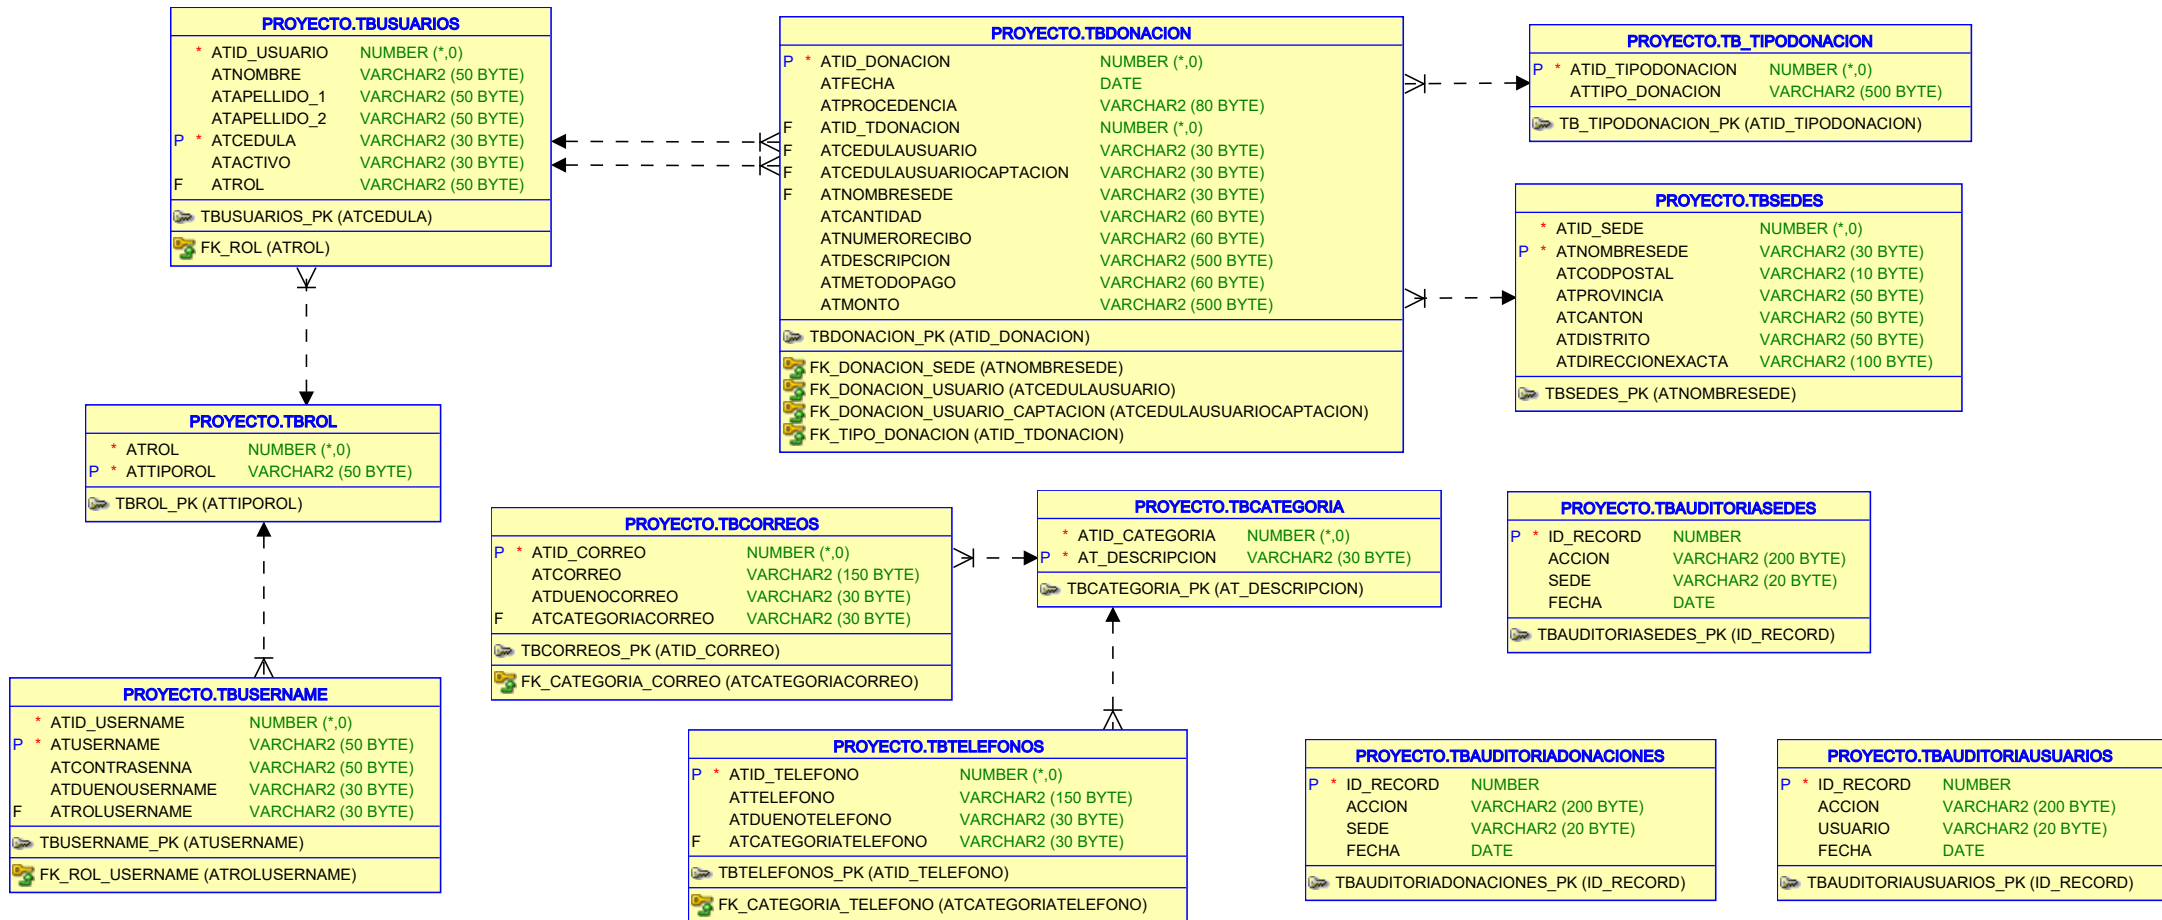 PROYECTO.TBUSUARIOS
* ATID_USUARIO NUMBER (*,0)
ATNOMBRE VARCHAR2 (50 BYTE)
ATAPELLIDO_1 VARCHAR2 (50 BYTE)
ATAPELLIDO_2 VARCHAR2 (50 BYTE)
P * ATCEDULA VARCHAR2 (30 BYTE)
ATACTIVO VARCHAR2 (30 BYTE)
F ATROL VARCHAR2 (50 BYTE)
TBUSUARIOS_PK (ATCEDULA)
FK_ROL (ATROL)
PROYECTO.TBDONACION
P * ATID_DONACION NUMBER (*,0)
ATFECHA DATE
ATPROCEDENCIA VARCHAR2 (80 BYTE)
F ATID_TDONACION NUMBER (*,0)
F ATCEDULAUSUARIO VARCHAR2 (30 BYTE)
F ATCEDULAUSUARIOCAPTACION VARCHAR2 (30 BYTE)
F ATNOMBRESEDE VARCHAR2 (30 BYTE)
ATCANTIDAD VARCHAR2 (60 BYTE)
ATNUMERORECIBO VARCHAR2 (60 BYTE)
ATDESCRIPCION VARCHAR2 (500 BYTE)
ATMETODOPAGO VARCHAR2 (60 BYTE)
ATMONTO VARCHAR2 (500 BYTE)
TBDONACION_PK (ATID_DONACION)
FK_DONACION_SEDE (ATNOMBRESEDE)
FK_DONACION_USUARIO (ATCEDULAUSUARIO)
FK_DONACION_USUARIO_CAPTACION (ATCEDULAUSUARIOCAPTACION)
FK_TIPO_DONACION (ATID_TDONACION)
PROYECTO.TB_TIPODONACION
P * ATID_TIPODONACION NUMBER (*,0)
ATTIPO_DONACION VARCHAR2 (500 BYTE)
TB_TIPODONACION_PK (ATID_TIPODONACION)
PROYECTO.TBSEDES
* ATID_SEDE NUMBER (*,0)
P * ATNOMBRESEDE VARCHAR2 (30 BYTE)
ATCODPOSTAL VARCHAR2 (10 BYTE)
ATPROVINCIA VARCHAR2 (50 BYTE)
ATCANTON VARCHAR2 (50 BYTE)
ATDISTRITO VARCHAR2 (50 BYTE)
ATDIRECCIONEXACTA VARCHAR2 (100 BYTE)
TBSEDES_PK (ATNOMBRESEDE)
PROYECTO.TBROL
* ATROL NUMBER (*,0)
P * ATTIPOROL VARCHAR2 (50 BYTE)
TBROL_PK (ATTIPOROL)
PROYECTO.TBCORREOS
P * ATID_CORREO NUMBER (*,0)
ATCORREO VARCHAR2 (150 BYTE)
ATDUENOCORREO VARCHAR2 (30 BYTE)
F ATCATEGORIACORREO VARCHAR2 (30 BYTE)
TBCORREOS_PK (ATID_CORREO)
FK_CATEGORIA_CORREO (ATCATEGORIACORREO)
PROYECTO.TBCATEGORIA
* ATID_CATEGORIA NUMBER (*,0)
P * AT_DESCRIPCION VARCHAR2 (30 BYTE)
TBCATEGORIA_PK (AT_DESCRIPCION)
PROYECTO.TBAUDITORIASEDES
P * ID_RECORD NUMBER
ACCION VARCHAR2 (200 BYTE)
SEDE VARCHAR2 (20 BYTE)
FECHA DATE
TBAUDITORIASEDES_PK (ID_RECORD)
PROYECTO.TBUSERNAME
* ATID_USERNAME NUMBER (*,0)
P * ATUSERNAME VARCHAR2 (50 BYTE)
ATCONTRASENNA VARCHAR2 (50 BYTE)
ATDUENOUSERNAME VARCHAR2 (30 BYTE)
F ATROLUSERNAME VARCHAR2 (30 BYTE)
TBUSERNAME_PK (ATUSERNAME)
FK_ROL_USERNAME (ATROLUSERNAME)
PROYECTO.TBTELEFONOS
P * ATID_TELEFONO NUMBER (*,0)
ATTELEFONO VARCHAR2 (150 BYTE)
ATDUENOTELEFONO VARCHAR2 (30 BYTE)
F ATCATEGORIATELEFONO VARCHAR2 (30 BYTE)
TBTELEFONOS_PK (ATID_TELEFONO)
FK_CATEGORIA_TELEFONO (ATCATEGORIATELEFONO)
PROYECTO.TBAUDITORIADONACIONES
P * ID_RECORD NUMBER
ACCION VARCHAR2 (200 BYTE)
SEDE VARCHAR2 (20 BYTE)
FECHA DATE
TBAUDITORIADONACIONES_PK (ID_RECORD)
PROYECTO.TBAUDITORIAUSUARIOS
P * ID_RECORD NUMBER
ACCION VARCHAR2 (200 BYTE)
USUARIO VARCHAR2 (20 BYTE)
FECHA DATE
TBAUDITORIAUSUARIOS_PK (ID_RECORD)